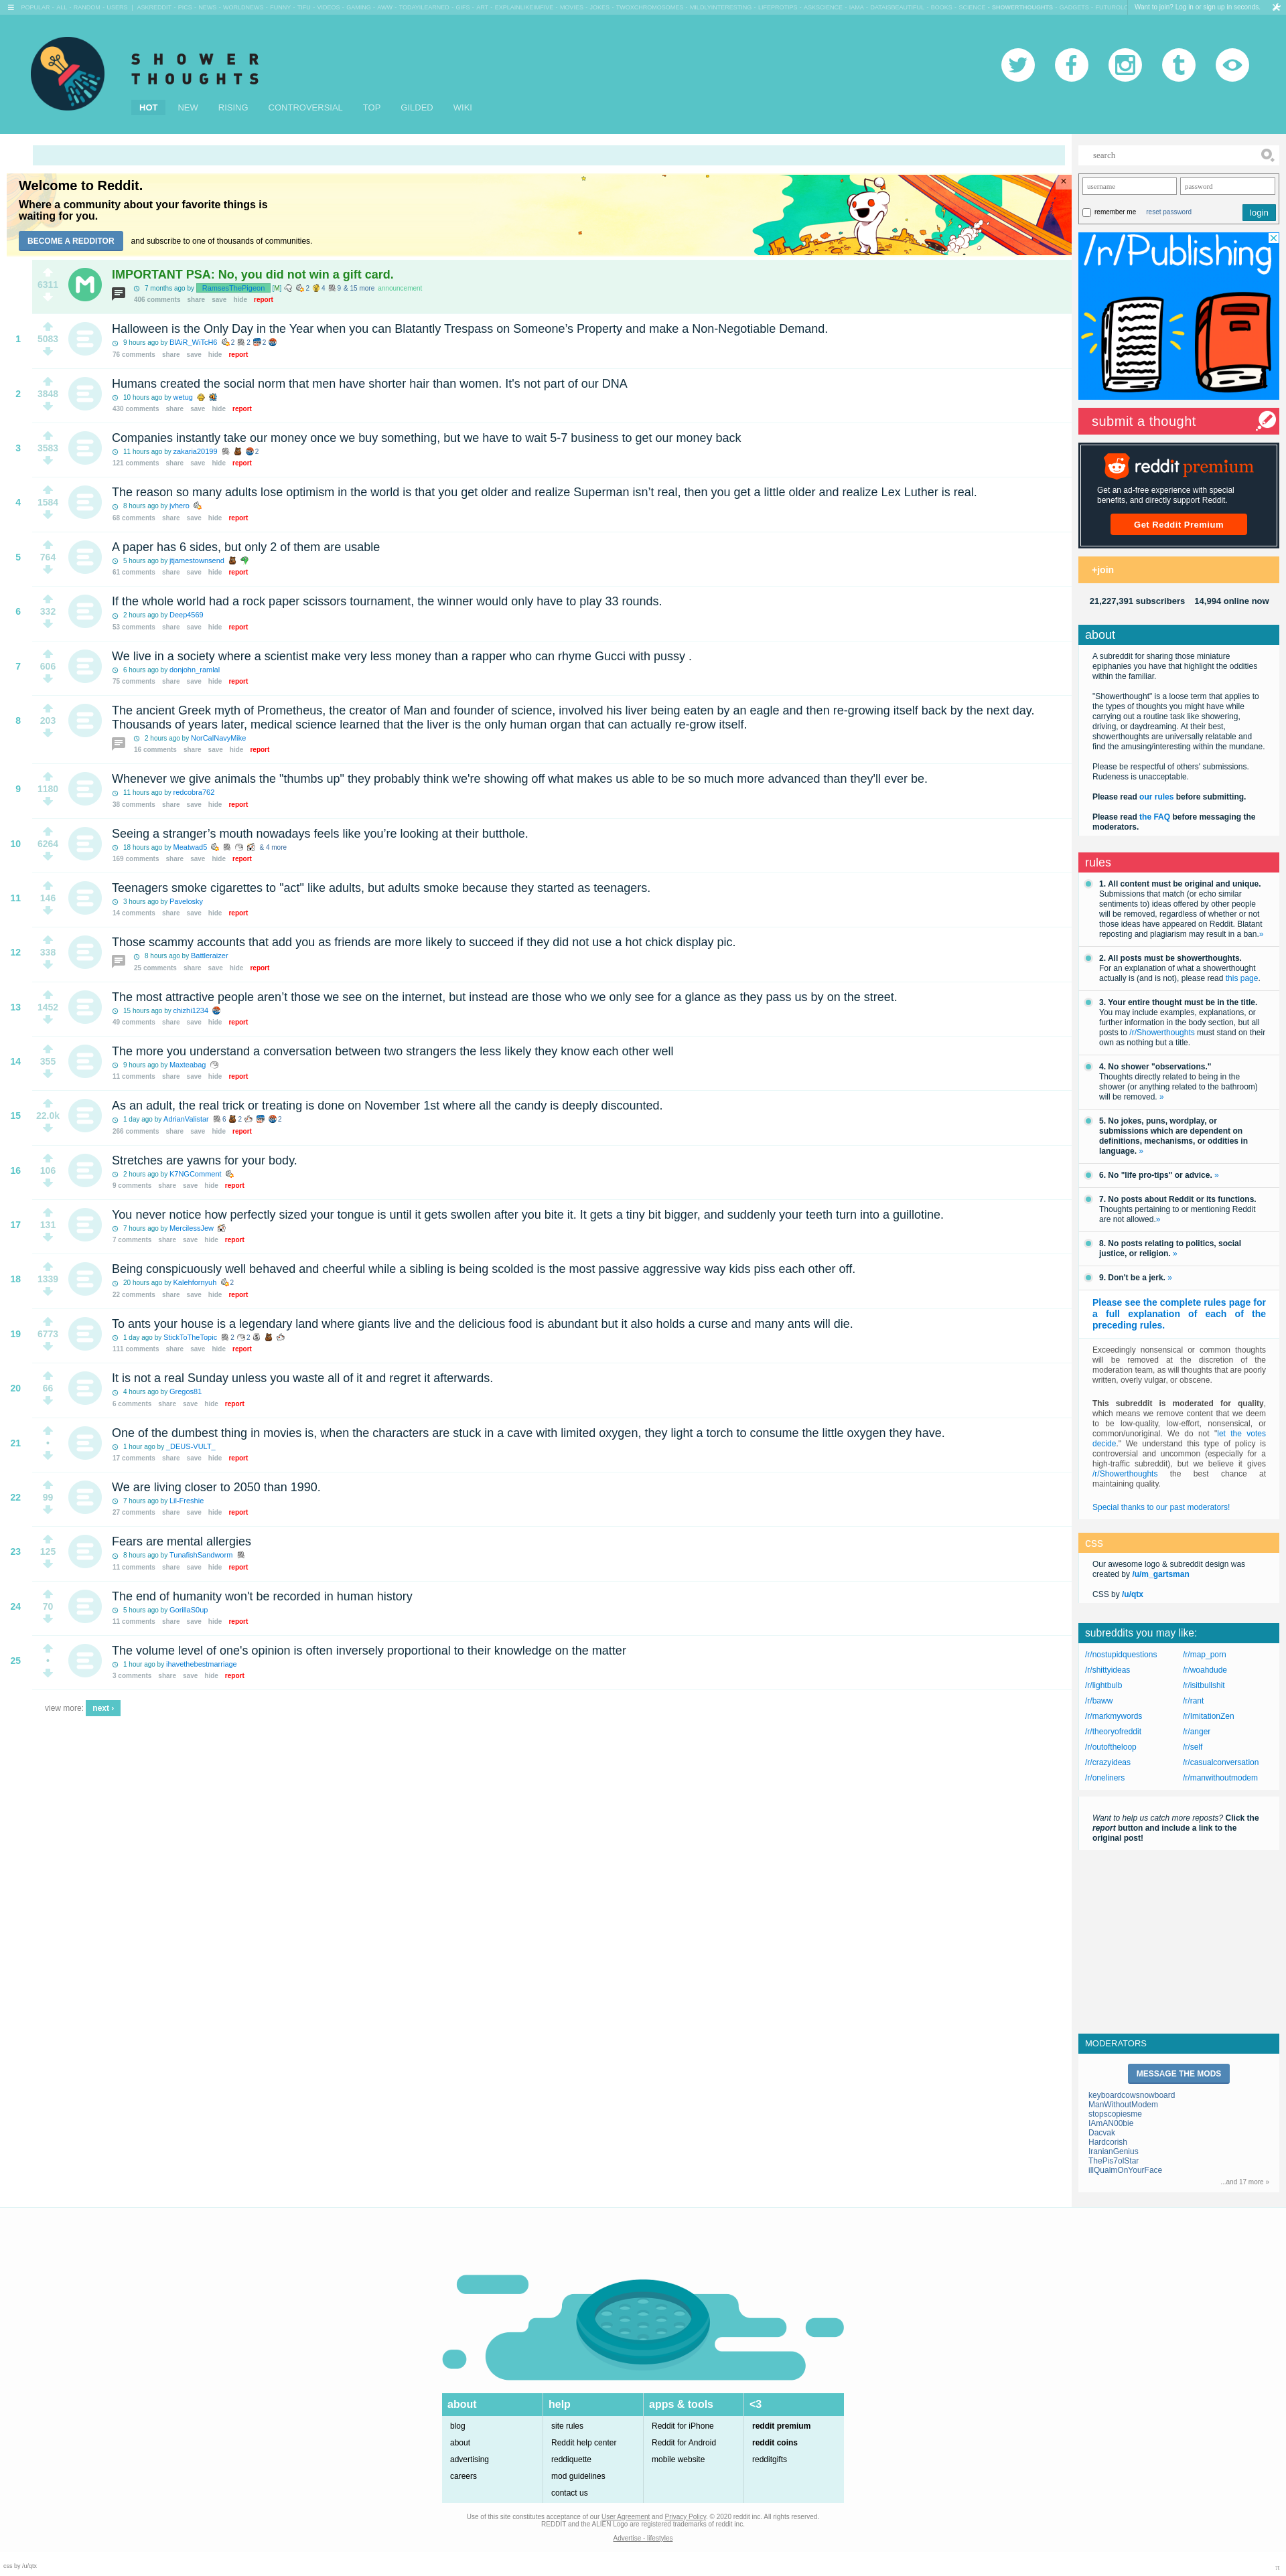 POPULAR - ALL - RANDOM - USERS | ASKREDDIT - PICS - NEWS - WORLDNEWS - FUNNY - TIFU - VIDEOS - GAMING - AWW - TODAYILEARNED - GIFS - ART - EXPLAINLIKEIMFIVE - MOVIES - JOKES - TWOXCHROMOSOMES - MILDLYINTERESTING - LIFEPROTIPS - ASKSCIENCE - IAMA - DATAISBEAUTIFUL - BOOKS - SCIENCE - SHOWERTHOUGHTS - GADGETS - FUTUROLO
Want to join? Log in or sign up in seconds.
SHOWER
THOUGHTS
HOT NEW RISING CONTROVERSIAL TOP GILDED WIKI
Welcome to Reddit.
Where a community about your favorite things is
waiting for you.
BECOME A REDDITOR and subscribe to one of thousands of communities.
6311
IMPORTANT PSA: No, you did not win a gift card.
7 months ago by RamsesThePigeon [M] 2 4 9 & 15 more announcement
406 comments share save hide report
1 5083
Halloween is the Only Day in the Year when you can Blatantly Trespass on Someone’s Property and make a Non-Negotiable Demand.
9 hours ago by BlAiR_WiTcH6 2 2 2
76 comments share save hide report
2 3848
Humans created the social norm that men have shorter hair than women. It's not part of our DNA
10 hours ago by wetug
430 comments share save hide report
3 3583
Companies instantly take our money once we buy something, but we have to wait 5-7 business to get our money back
11 hours ago by zakaria20199 2
121 comments share save hide report
4 1584
The reason so many adults lose optimism in the world is that you get older and realize Superman isn’t real, then you get a little older and realize Lex Luther is real.
8 hours ago by jvhero
68 comments share save hide report
5 764
A paper has 6 sides, but only 2 of them are usable
5 hours ago by jtjamestownsend
61 comments share save hide report
6 332
If the whole world had a rock paper scissors tournament, the winner would only have to play 33 rounds.
2 hours ago by Deep4569
53 comments share save hide report
7 606
We live in a society where a scientist make very less money than a rapper who can rhyme Gucci with pussy .
6 hours ago by donjohn_ramlal
75 comments share save hide report
8 203
The ancient Greek myth of Prometheus, the creator of Man and founder of science, involved his liver being eaten by an eagle and then re-growing itself back by the next day.
Thousands of years later, medical science learned that the liver is the only human organ that can actually re-grow itself.
2 hours ago by NorCalNavyMike
16 comments share save hide report
9 1180
Whenever we give animals the "thumbs up" they probably think we're showing off what makes us able to be so much more advanced than they'll ever be.
11 hours ago by redcobra762
38 comments share save hide report
10 6264
Seeing a stranger’s mouth nowadays feels like you’re looking at their butthole.
18 hours ago by Meatwad5 & 4 more
169 comments share save hide report
11 146
Teenagers smoke cigarettes to "act" like adults, but adults smoke because they started as teenagers.
3 hours ago by Pavelosky
14 comments share save hide report
12 338
Those scammy accounts that add you as friends are more likely to succeed if they did not use a hot chick display pic.
8 hours ago by Battleraizer
25 comments share save hide report
13 1452
The most attractive people aren’t those we see on the internet, but instead are those who we only see for a glance as they pass us by on the street.
15 hours ago by chizhi1234
49 comments share save hide report
14 355
The more you understand a conversation between two strangers the less likely they know each other well
9 hours ago by Maxteabag
11 comments share save hide report
15 22.0k
As an adult, the real trick or treating is done on November 1st where all the candy is deeply discounted.
1 day ago by AdrianValistar 6 2 2
266 comments share save hide report
16 106
Stretches are yawns for your body.
2 hours ago by K7NGComment
9 comments share save hide report
17 131
You never notice how perfectly sized your tongue is until it gets swollen after you bite it. It gets a tiny bit bigger, and suddenly your teeth turn into a guillotine.
7 hours ago by MercilessJew
7 comments share save hide report
18 1339
Being conspicuously well behaved and cheerful while a sibling is being scolded is the most passive aggressive way kids piss each other off.
20 hours ago by Kalehfornyuh 2
22 comments share save hide report
19 6773
To ants your house is a legendary land where giants live and the delicious food is abundant but it also holds a curse and many ants will die.
1 day ago by StickToTheTopic 2 2
111 comments share save hide report
20 66
It is not a real Sunday unless you waste all of it and regret it afterwards.
4 hours ago by Gregos81
6 comments share save hide report
21 •
One of the dumbest thing in movies is, when the characters are stuck in a cave with limited oxygen, they light a torch to consume the little oxygen they have.
1 hour ago by _DEUS-VULT_
17 comments share save hide report
22 99
We are living closer to 2050 than 1990.
7 hours ago by Lil-Freshie
27 comments share save hide report
23 125
Fears are mental allergies
8 hours ago by TunafishSandworm
11 comments share save hide report
24 70
The end of humanity won't be recorded in human history
5 hours ago by GorillaS0up
11 comments share save hide report
25 •
The volume level of one's opinion is often inversely proportional to their knowledge on the matter
1 hour ago by ihavethebestmarriage
3 comments share save hide report
view more: next ›
search
username password
remember me reset password login
/r/Publishing
submit a thought
reddit premium
Get an ad-free experience with special
benefits, and directly support Reddit.
Get Reddit Premium
+join
21,227,391 subscribers 14,994 online now
about
A subreddit for sharing those miniature
epiphanies you have that highlight the oddities
within the familiar.
"Showerthought" is a loose term that applies to
the types of thoughts you might have while
carrying out a routine task like showering,
driving, or daydreaming. At their best,
showerthoughts are universally relatable and
find the amusing/interesting within the mundane.
Please be respectful of others' submissions.
Rudeness is unacceptable.
Please read our rules before submitting.
Please read the FAQ before messaging the
moderators.
rules
1. All content must be original and unique.
Submissions that match (or echo similar
sentiments to) ideas offered by other people
will be removed, regardless of whether or not
those ideas have appeared on Reddit. Blatant
reposting and plagiarism may result in a ban.»
2. All posts must be showerthoughts.
For an explanation of what a showerthought
actually is (and is not), please read this page.
3. Your entire thought must be in the title.
You may include examples, explanations, or
further information in the body section, but all
posts to /r/Showerthoughts must stand on their
own as nothing but a title.
4. No shower "observations."
Thoughts directly related to being in the
shower (or anything related to the bathroom)
will be removed. »
5. No jokes, puns, wordplay, or
submissions which are dependent on
definitions, mechanisms, or oddities in
language. »
6. No "life pro-tips" or advice. »
7. No posts about Reddit or its functions.
Thoughts pertaining to or mentioning Reddit
are not allowed.»
8. No posts relating to politics, social
justice, or religion. »
9. Don't be a jerk. »
Please see the complete rules page for
a full explanation of each of the
preceding rules.
Exceedingly nonsensical or common thoughts
will be removed at the discretion of the
moderation team, as will thoughts that are poorly
written, overly vulgar, or obscene.
This subreddit is moderated for quality,
which means we remove content that we deem
to be low-quality, low-effort, nonsensical, or
common/unoriginal. We do not "let the votes
decide." We understand this type of policy is
controversial and uncommon (especially for a
high-traffic subreddit), but we believe it gives
/r/Showerthoughts the best chance at
maintaining quality.
Special thanks to our past moderators!
css
Our awesome logo & subreddit design was
created by /u/m_gartsman
CSS by /u/qtx
subreddits you may like:
/r/nostupidquestions /r/map_porn
/r/shittyideas /r/woahdude
/r/lightbulb /r/isitbullshit
/r/baww /r/rant
/r/markmywords /r/ImitationZen
/r/theoryofreddit /r/anger
/r/outoftheloop /r/self
/r/crazyideas /r/casualconversation
/r/oneliners /r/manwithoutmodem
Want to help us catch more reposts? Click the
report button and include a link to the
original post!
MODERATORS
MESSAGE THE MODS
keyboardcowsnowboard
ManWithoutModem
stopscopiesme
IAmAN00bie
Dacvak
Hardcorish
IranianGenius
ThePis7olStar
illQualmOnYourFace
...and 17 more »
about help apps & tools <3
blog site rules Reddit for iPhone reddit premium
about Reddit help center Reddit for Android reddit coins
advertising reddiquette mobile website redditgifts
careers mod guidelines
contact us
Use of this site constitutes acceptance of our User Agreement and Privacy Policy. © 2020 reddit inc. All rights reserved.
REDDIT and the ALIEN Logo are registered trademarks of reddit inc.
Advertise - lifestyles
css by /u/qtx
π